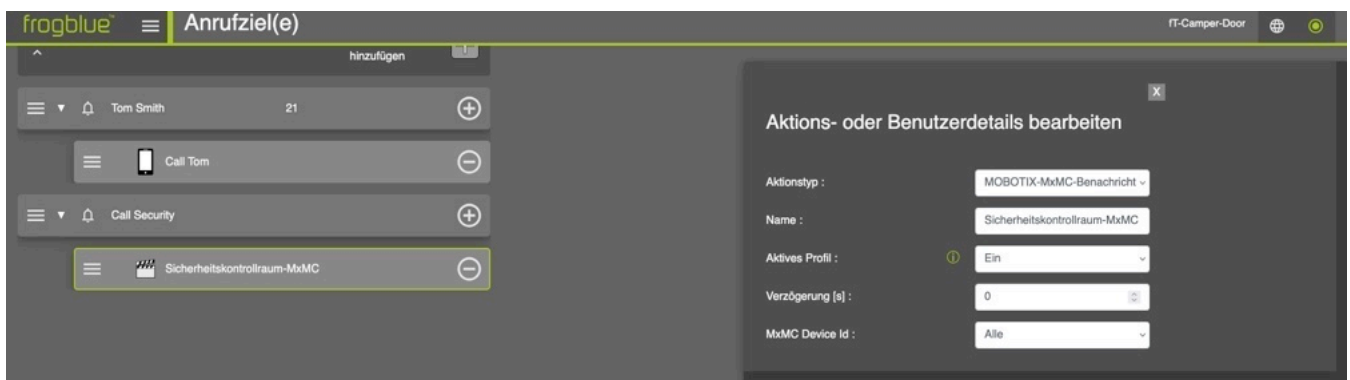 frogblue™ Anrufziel(e) fT-Camper-Door
hinzufügen
Tom Smith 21
Call Tom
Call Security
Sicherheitskontrollraum-MxMC
X
Aktions- oder Benutzerdetails bearbeiten
Aktionstyp : MOBOTIX-MxMC-Benachricht
Name : Sicherheitskontrollraum-MxMC
Aktives Profil : Ein
Verzögerung [s] : 0
MxMC Device Id : Alle